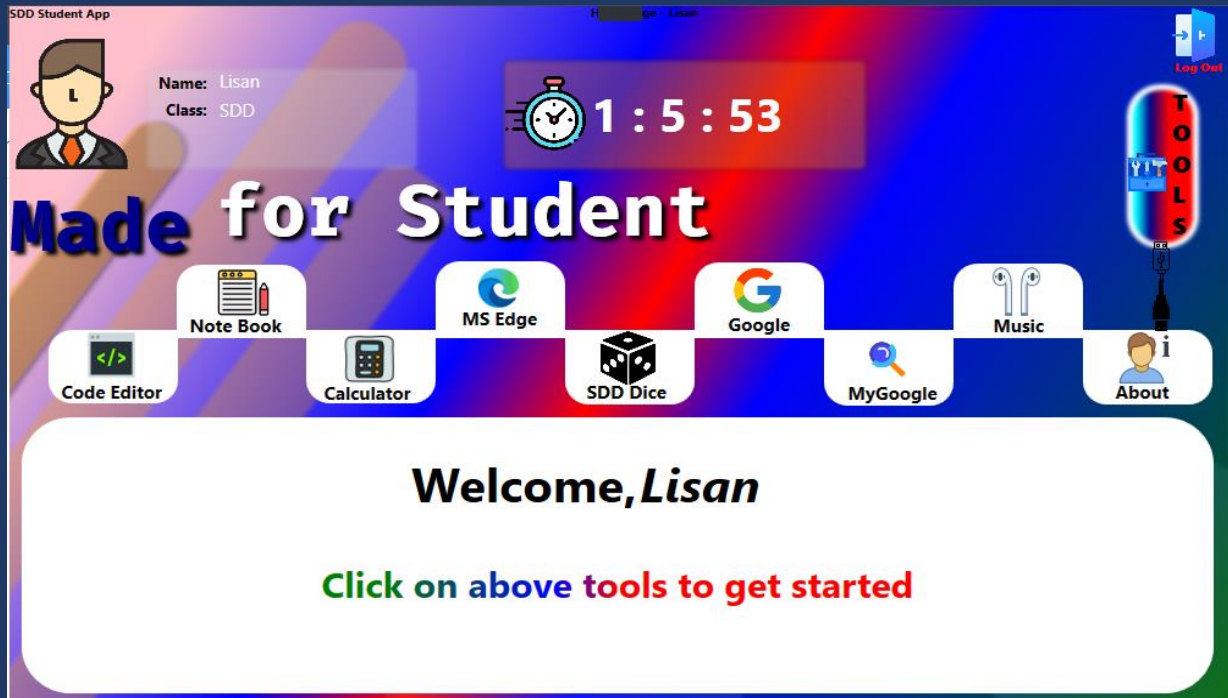 SDD Student App
- Lisan
Log Out
Name: Lisan
Class: SDD
1 : 5 : 53
TOOLS
Made for Student
Note Book
MS Edge
Google
Music
Code Editor
Calculator
SDD Dice
MyGoogle
About
Welcome, Lisan
Click on above tools to get started